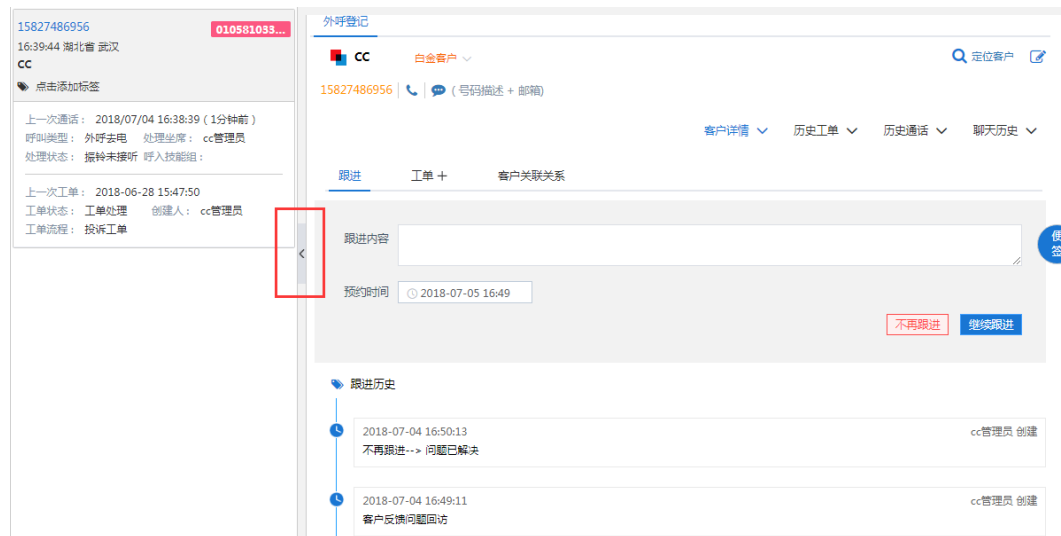 15827486956
010581033...
16:39:44 湖北省 武汉
CC
点击添加标签
上一次通话： 2018/07/04 16:38:39（1分钟前）
呼叫类型： 外呼去电 处理坐席： cc管理员
处理状态： 振铃未接听 呼入技能组：
上一次工单： 2018-06-28 15:47:50
工单状态： 工单处理 创建人： cc管理员
工单流程： 投诉工单
外呼登记
CC 白金客户
定位客户
15827486956 (号码描述 + 邮箱)
客户详情 历史工单 历史通话 聊天历史
跟进 工单＋ 客户关联关系
跟进内容
便签
预约时间 2018-07-05 16:49
不再跟进 继续跟进
跟进历史
2018-07-04 16:50:13 cc管理员 创建
不再跟进--> 问题已解决
2018-07-04 16:49:11 cc管理员 创建
客户反馈问题回访